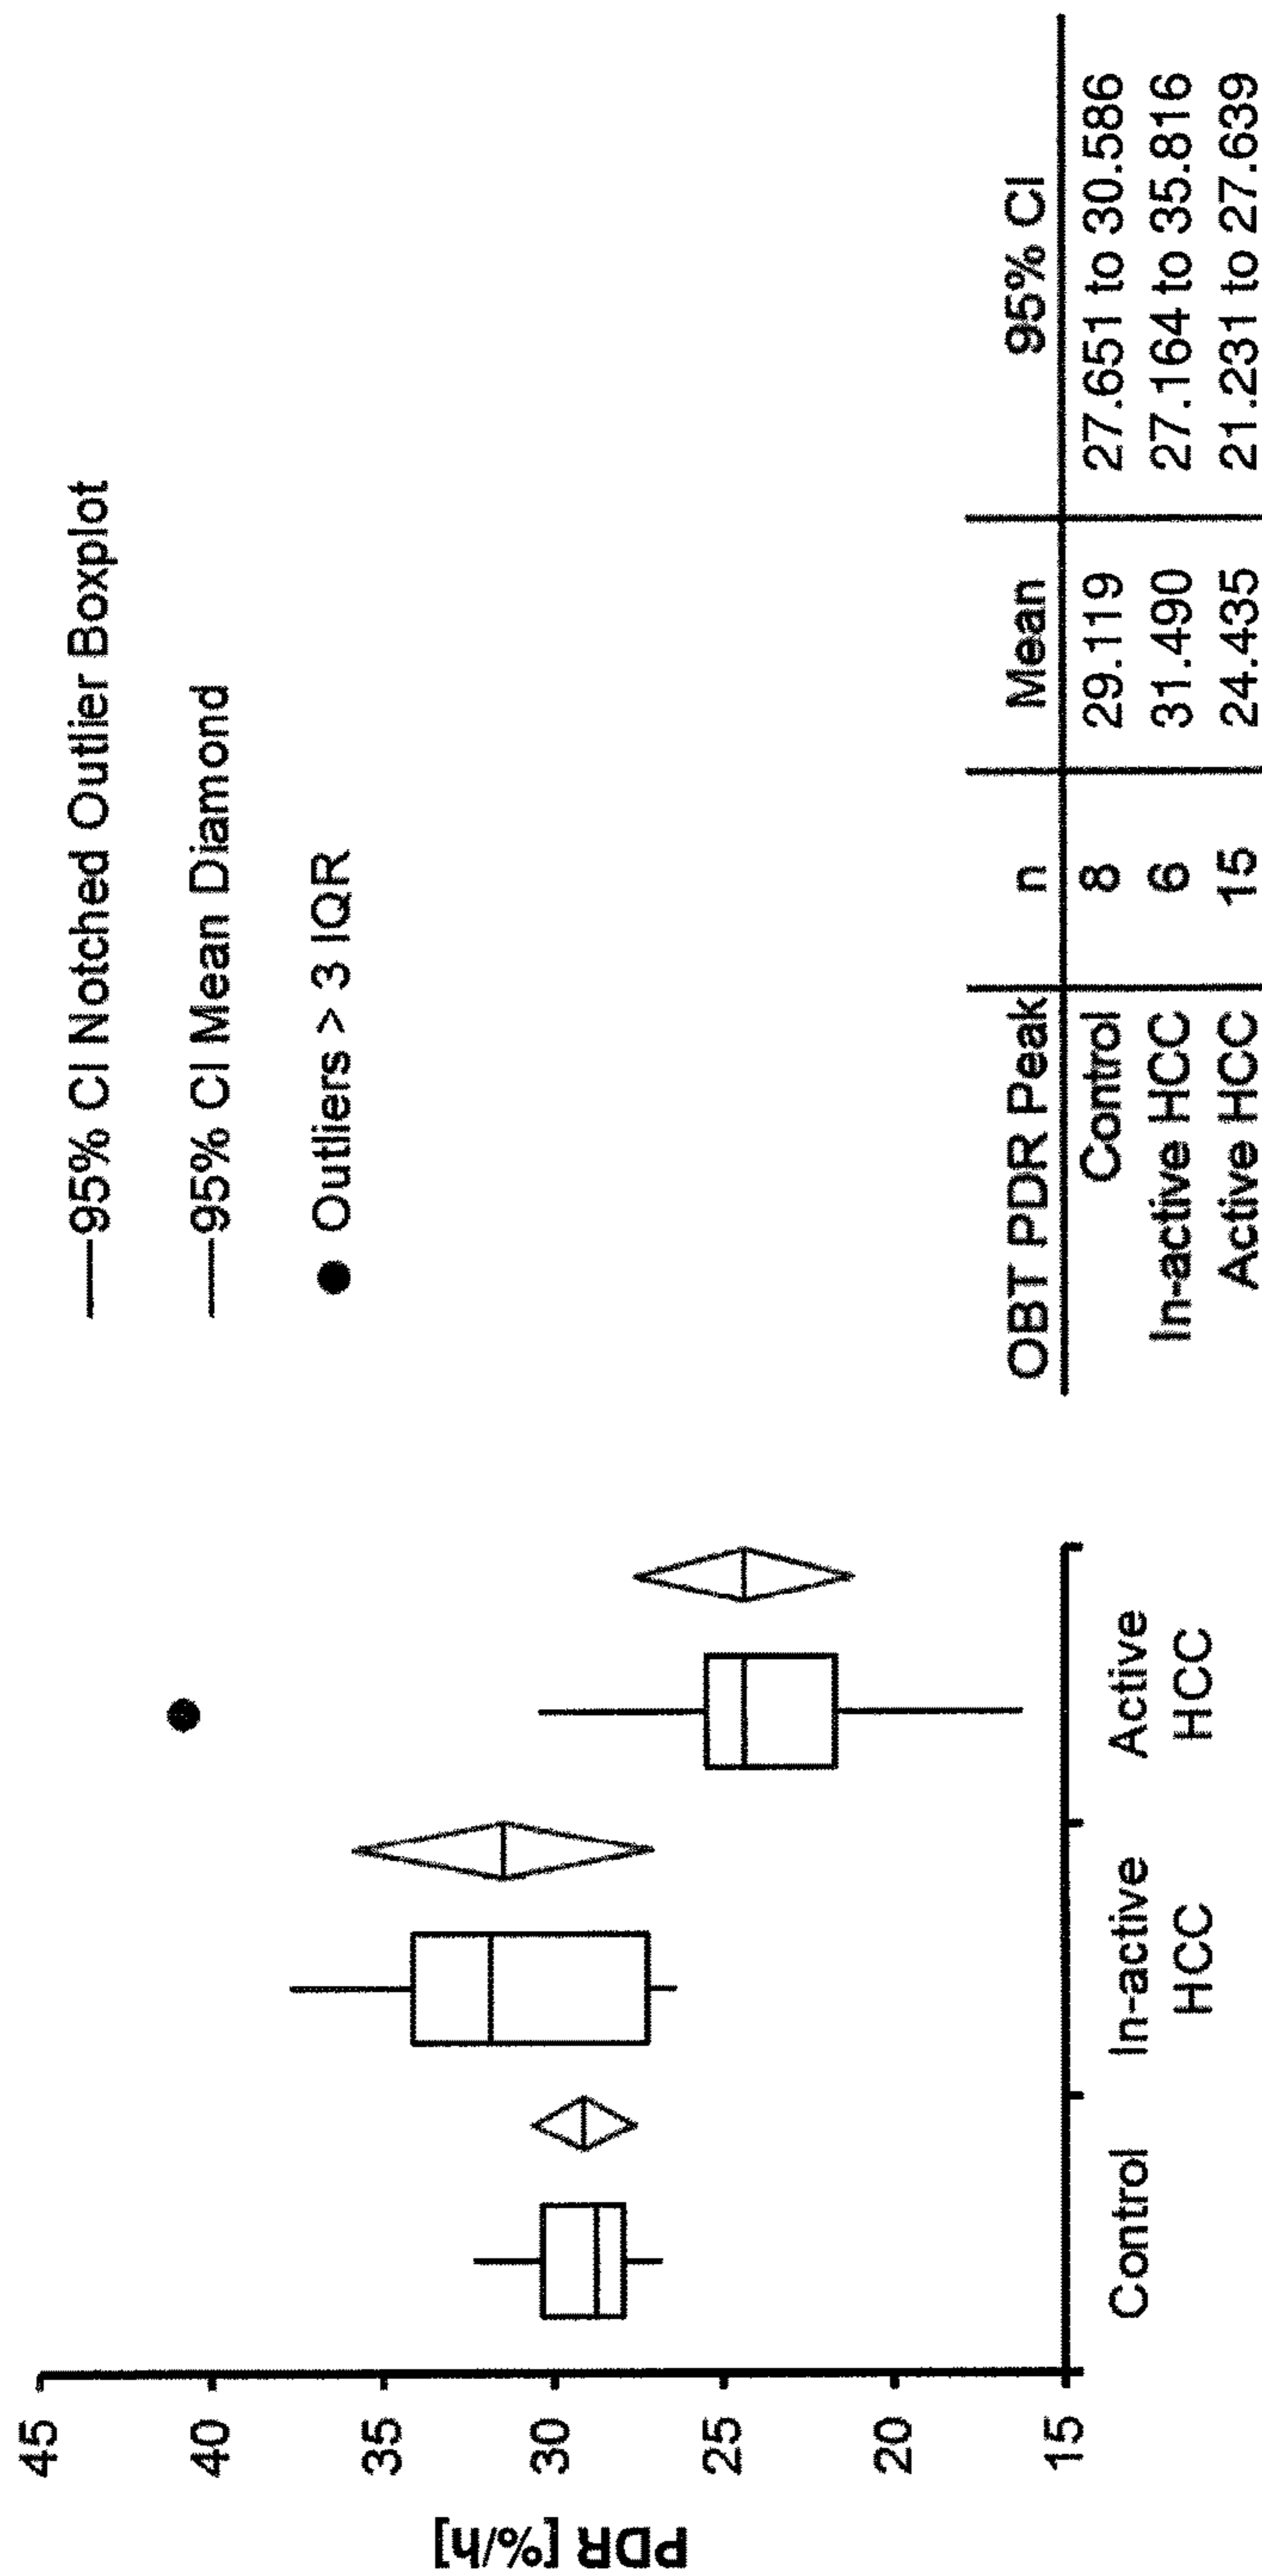 45
40
35
30
25
20
15
PDR [%/h]
Control
In-active
HCC
Active
HCC
95% CI Notched Outlier Boxplot
95% CI Mean Diamond
Outliers > 3 IQR
OBT PDR Peak n Mean 95% CI
Control 8 29.119 27.651 to 30.586
In-active HCC 6 31.490 27.164 to 35.816
Active HCC 15 24.435 21.231 to 27.639